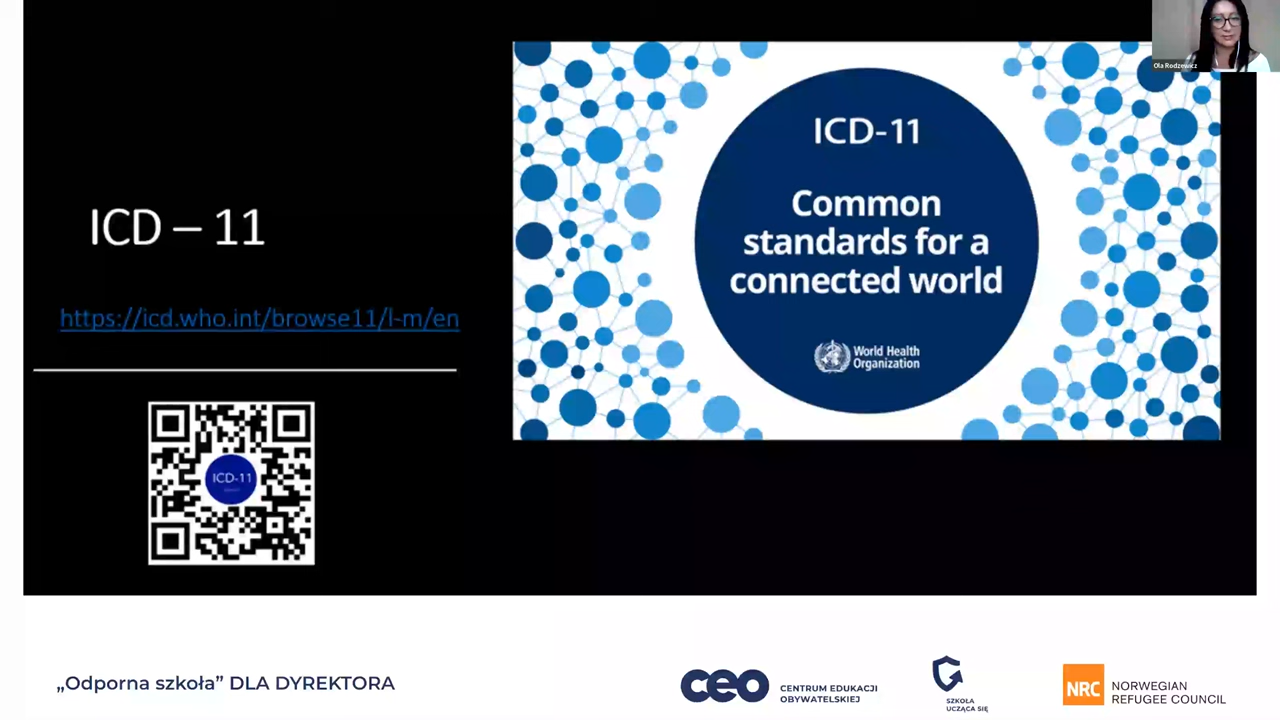 Ola Rodzewicz
ICD-11
Common
standards for a
connected world
World Health
Organization
ICD – 11
https://icd.who.int/browse11/l-m/en
ICD-11
„Odporna szkoła” DLA DYREKTORA
ceo
CENTRUM EDUKACJI
OBYWATELSKIEJ
SZKOŁA
UCZĄCA SIĘ
NRC
NORWEGIAN
REFUGEE COUNCIL